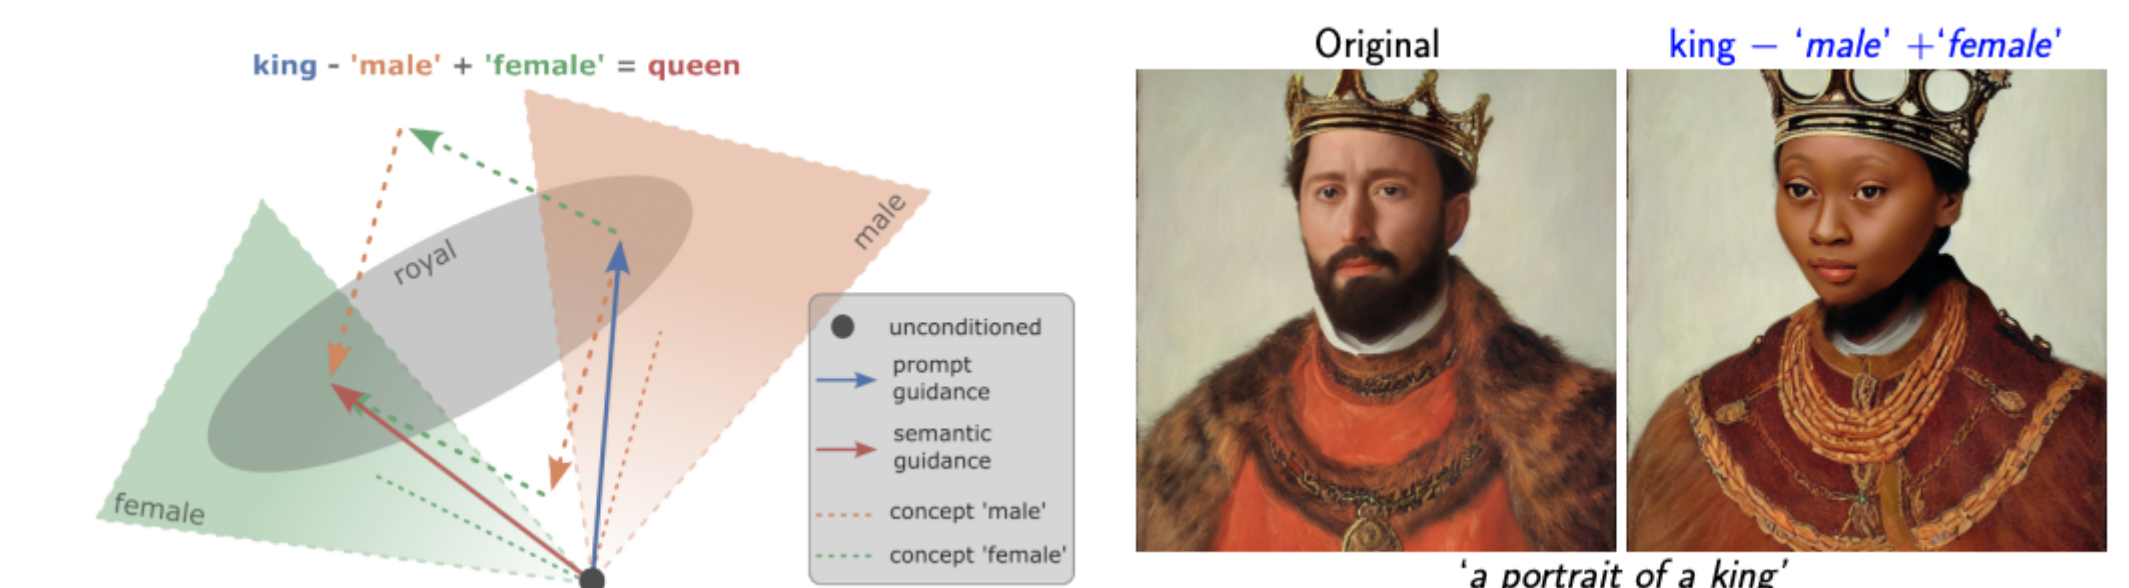 king - 'male' + 'female' = queen
royal
male
female
unconditioned
prompt
guidance
semantic
guidance
concept 'male'
concept 'female'
Original
king − ‘male’ +‘female’
‘a portrait of a king’